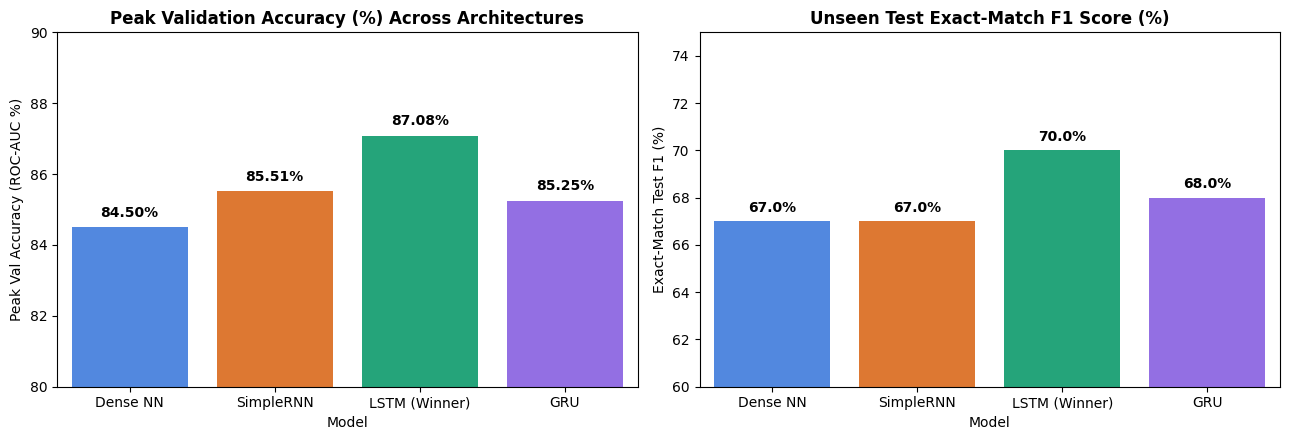 Peak Validation Accuracy (%) Across Architectures
Peak Val Accuracy (ROC-AUC %)
90
88
86
84
82
80
84.50%
85.51%
87.08%
85.25%
Dense NN
SimpleRNN
LSTM (Winner)
GRU
Model
Unseen Test Exact-Match F1 Score (%)
Exact-Match Test F1 (%)
74
72
70
68
66
64
62
60
67.0%
67.0%
70.0%
68.0%
Dense NN
SimpleRNN
LSTM (Winner)
GRU
Model